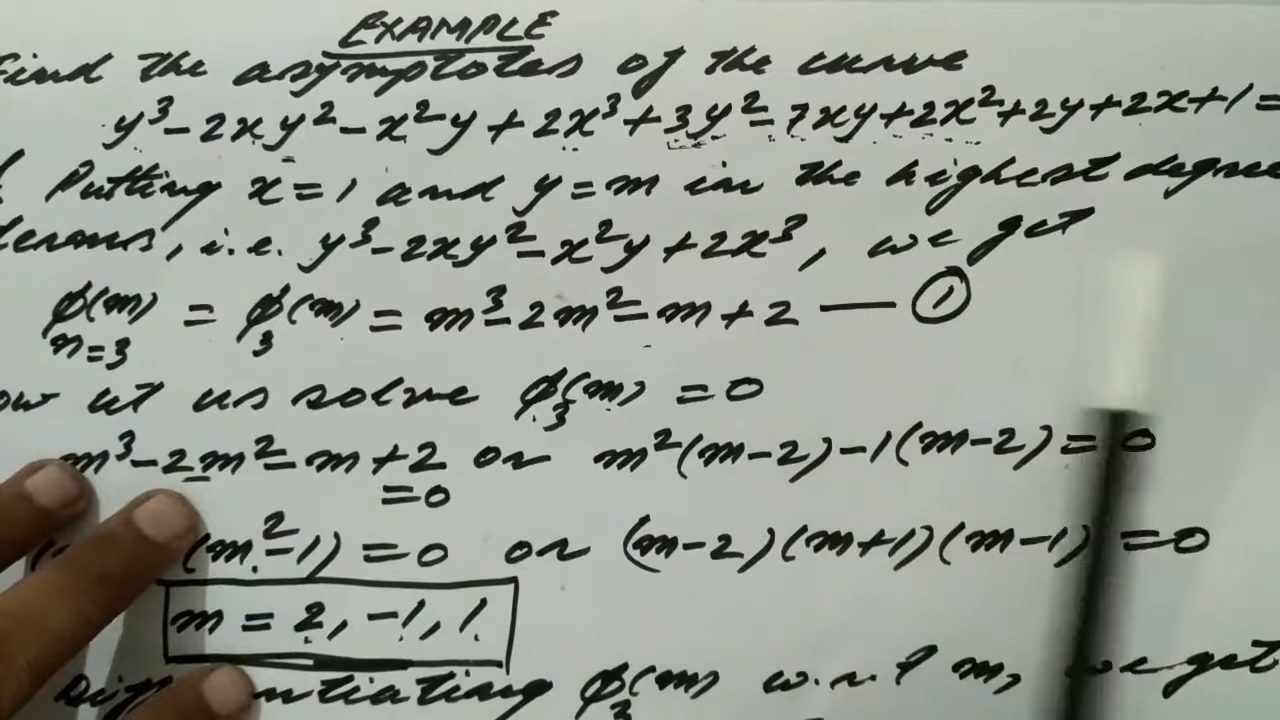 EXAMPLE
Find the asymptotes of the curve
y³ - 2xy² - x²y + 2x³ + 3y² - 7xy + 2x² + 2y + 2x + 1 =
Putting x = 1 and y = m in the highest degree
terms, i.e. y³ - 2xy² - x²y + 2x³, we get
ϕ(m) = ϕ₃(m) = m³ - 2m² - m + 2 — ①
n=3
ow let us solve ϕ₃(m) = 0
m³ - 2m² - m + 2 or m²(m-2) - 1(m-2) = 0
= 0
(m² - 1) = 0 or (m-2)(m+1)(m-1) = 0
m = 2, -1, 1
ntiating ϕ₃(m) w.r.t m, we get